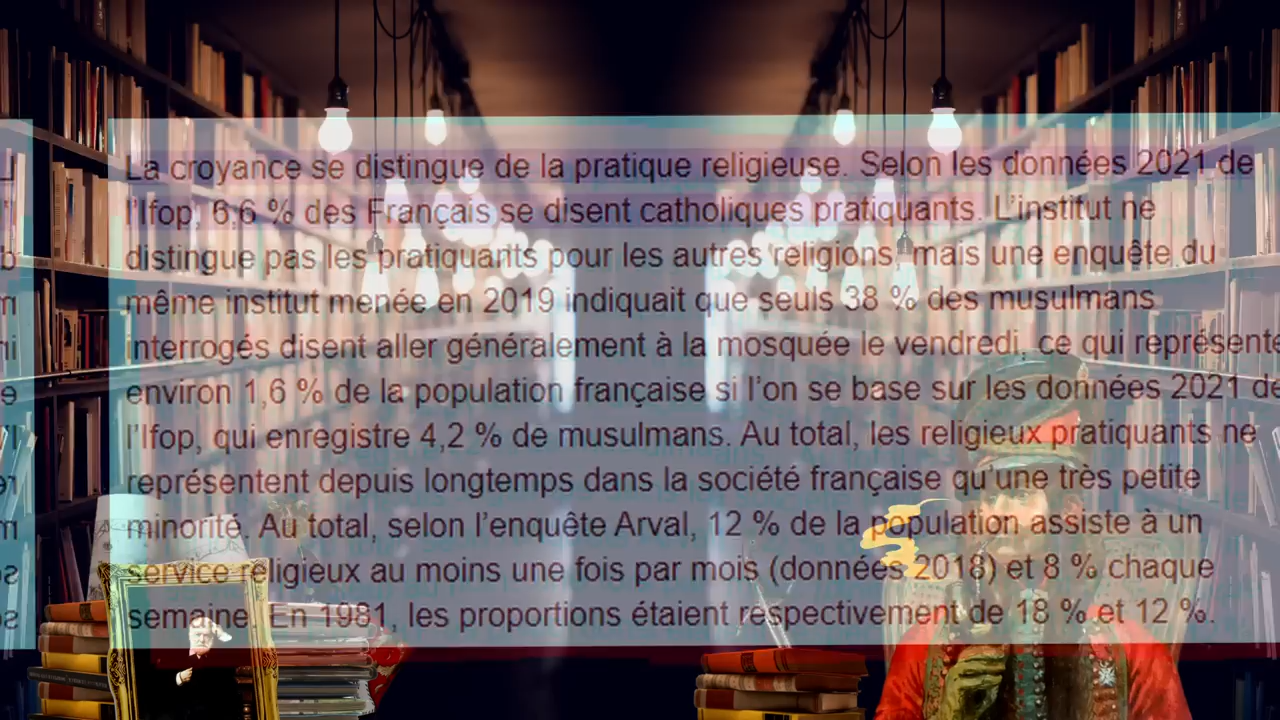 La croyance se distingue de la pratique religieuse. Selon les données 2021 de
l'Ifop, 6,6 % des Français se disent catholiques pratiquants. L'institut ne
distingue pas les pratiquants pour les autres religions, mais une enquête du
même institut menée en 2019 indiquait que seuls 38 % des musulmans
interrogés disent aller généralement à la mosquée le vendredi, ce qui représente
environ 1,6 % de la population française si l'on se base sur les données 2021 de
l'Ifop, qui enregistre 4,2 % de musulmans. Au total, les religieux pratiquants ne
représentent depuis longtemps dans la société française qu'une très petite
minorité. Au total, selon l'enquête Arval, 12 % de la population assiste à un
service religieux au moins une fois par mois (données 2018) et 8 % chaque
semaine. En 1981, les proportions étaient respectivement de 18 % et 12 %.